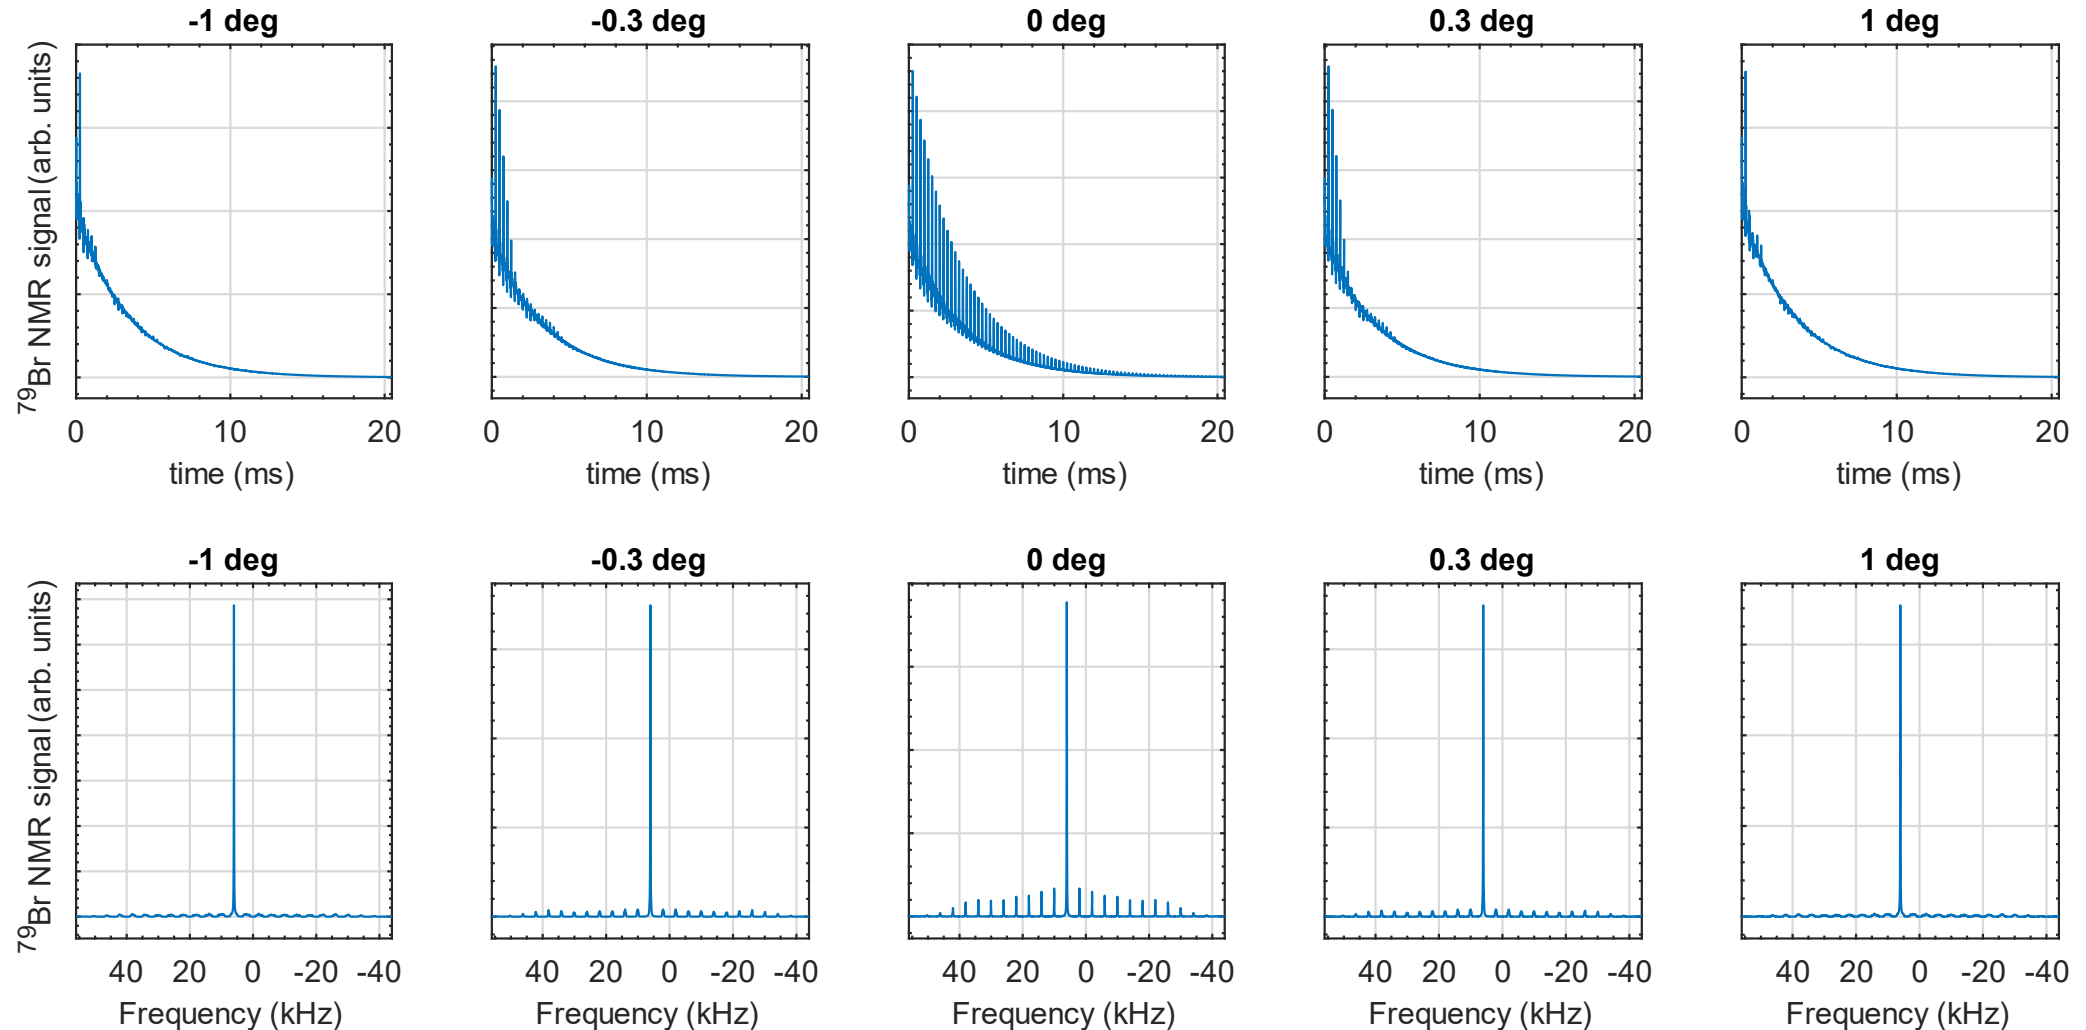 -1 deg
-0.3 deg
0 deg
0.3 deg
1 deg
79Br NMR signal (arb. units)
0 10 20
0 10 20
0 10 20
0 10 20
0 10 20
time (ms)
time (ms)
time (ms)
time (ms)
time (ms)
-1 deg
-0.3 deg
0 deg
0.3 deg
1 deg
79Br NMR signal (arb. units)
40 20 0 -20 -40
40 20 0 -20 -40
40 20 0 -20 -40
40 20 0 -20 -40
40 20 0 -20 -40
Frequency (kHz)
Frequency (kHz)
Frequency (kHz)
Frequency (kHz)
Frequency (kHz)